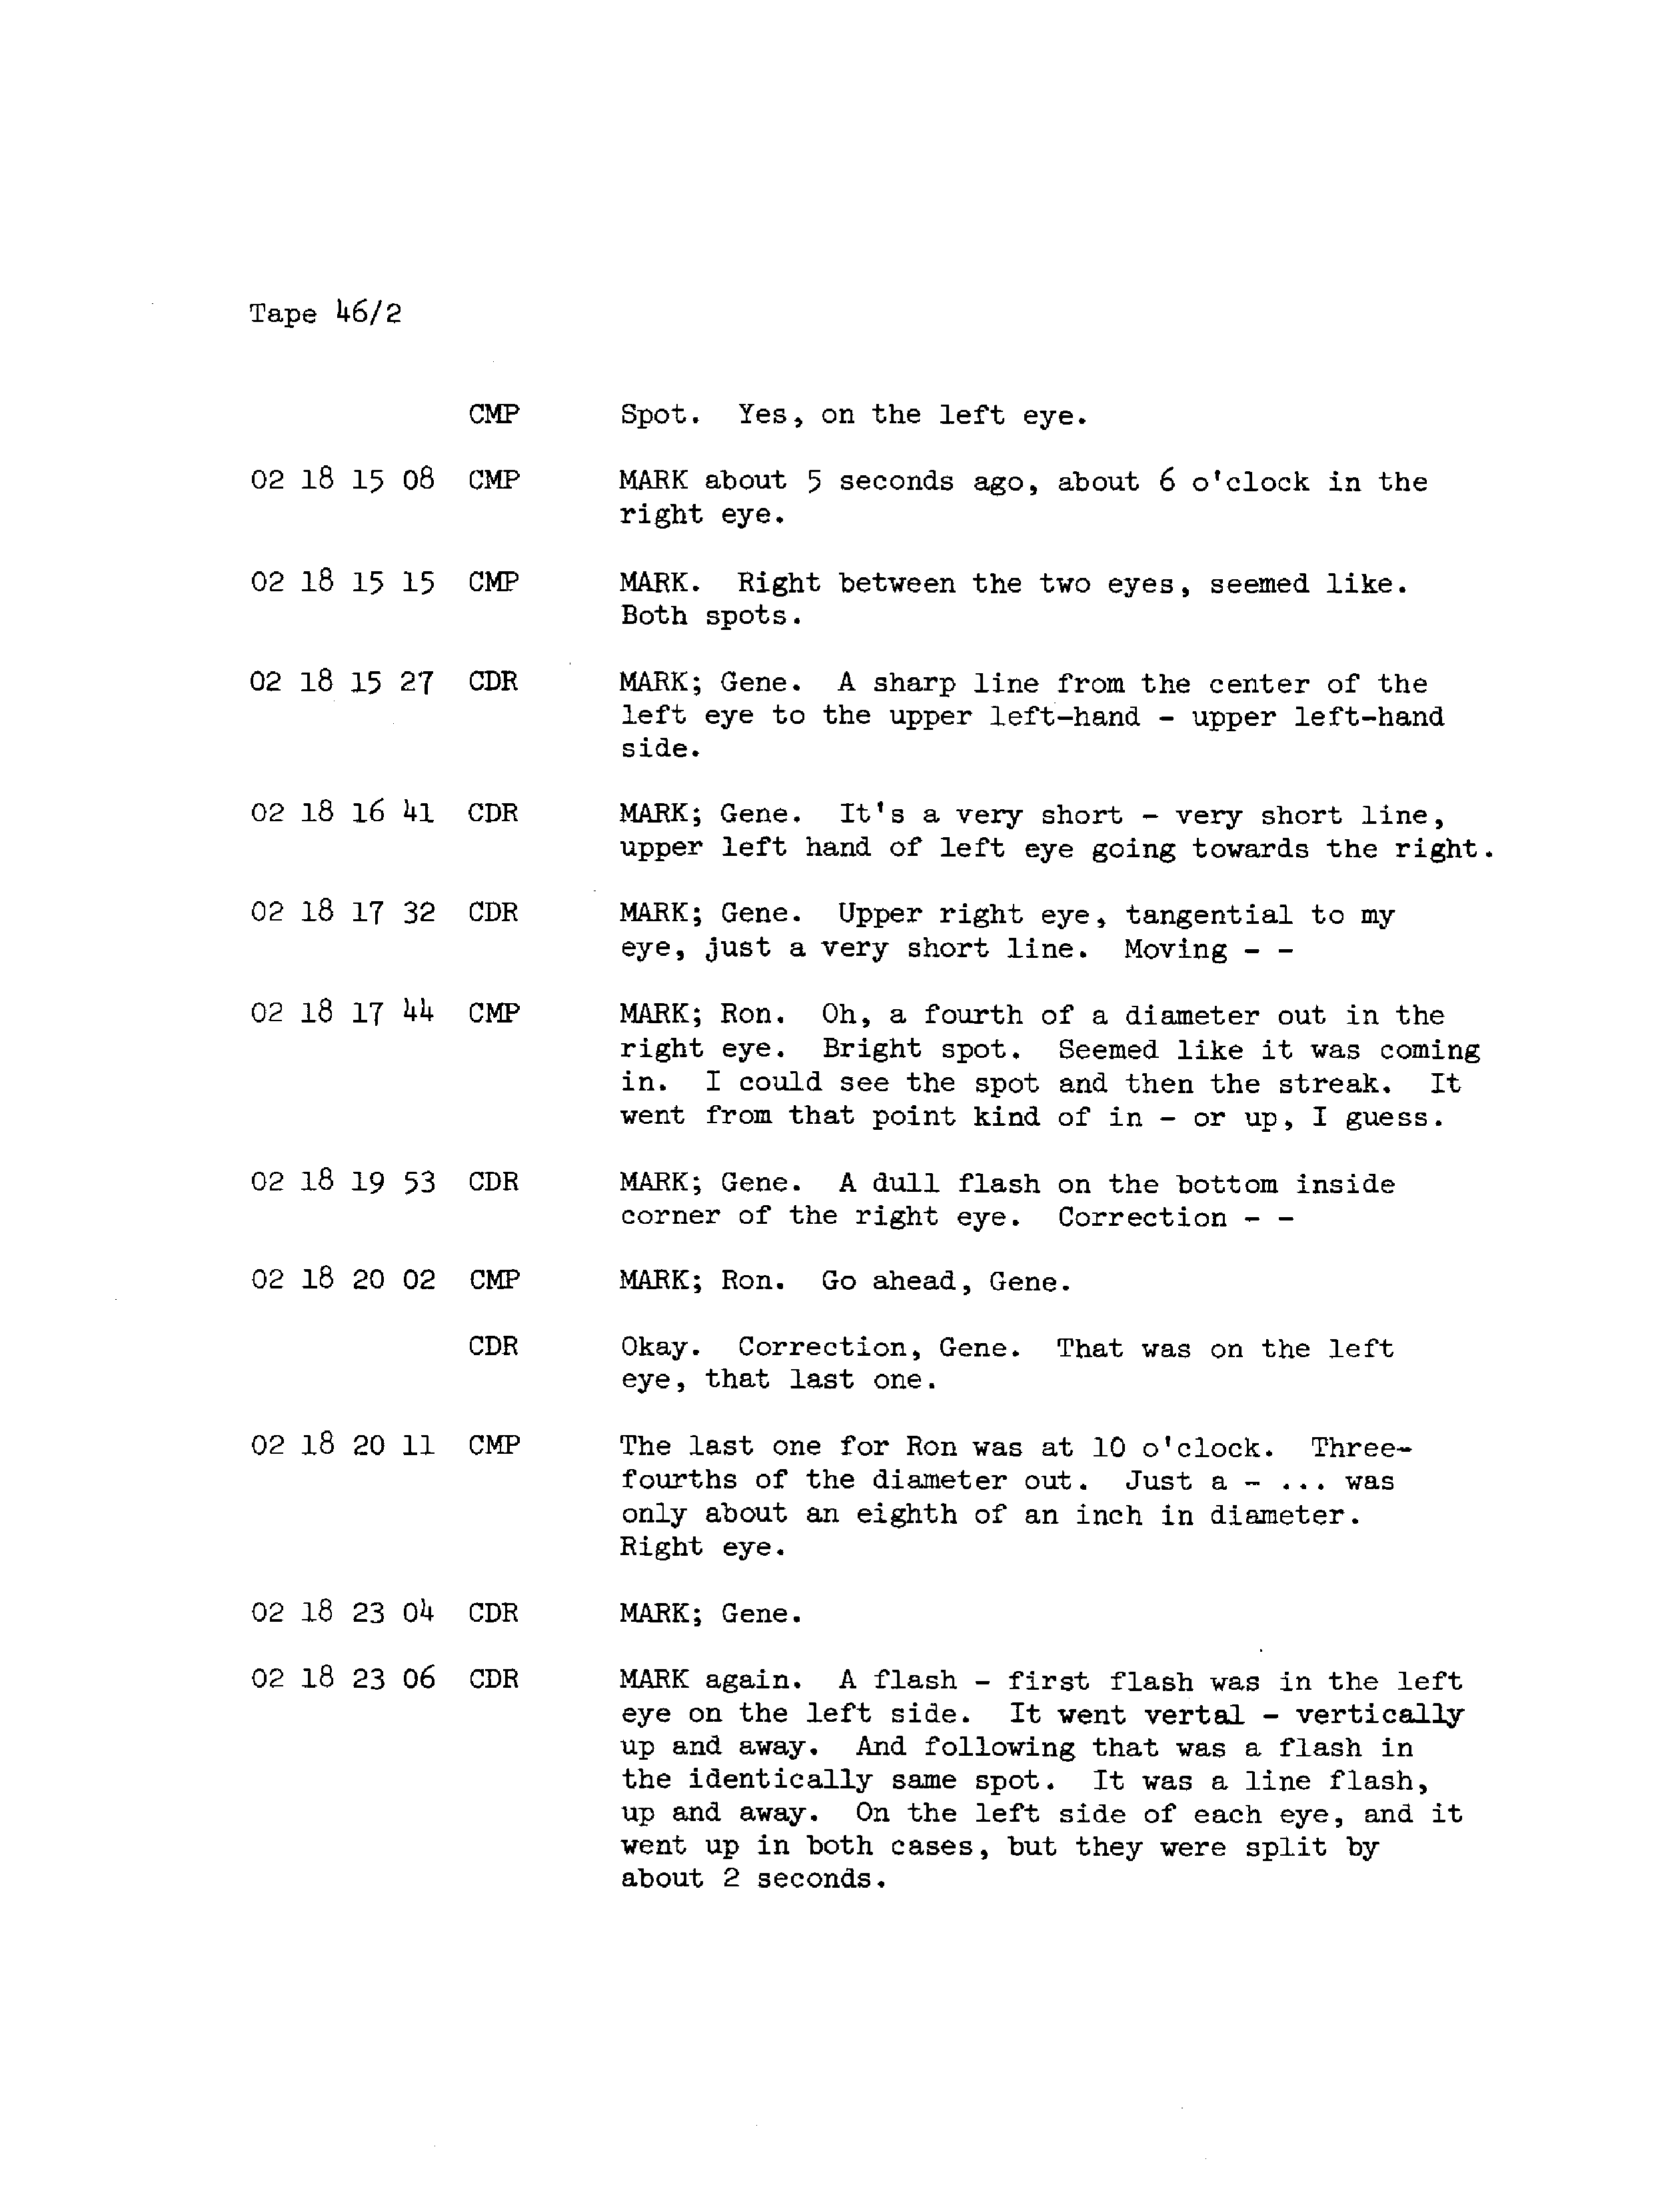 Tape 46/2
CMP Spot. Yes, on the left eye.
02 18 15 08 CMP MARK about 5 seconds ago, about 6 o'clock in the
right eye.
02 18 15 15 CMP MARK. Right between the two eyes, seemed like.
Both spots.
02 18 15 27 CDR MARK; Gene. A sharp line from the center of the
left eye to the upper left-hand - upper left-hand
side.
02 18 16 41 CDR MARK; Gene. It's a very short - very short line,
upper left hand of left eye going towards the right.
02 18 17 32 CDR MARK; Gene. Upper right eye, tangential to my
eye, just a very short line. Moving - -
02 18 17 44 CMP MARK; Ron. Oh, a fourth of a diameter out in the
right eye. Bright spot. Seemed like it was coming
in. I could see the spot and then the streak. It
went from that point kind of in - or up, I guess.
02 18 19 53 CDR MARK; Gene. A dull flash on the bottom inside
corner of the right eye. Correction - -
02 18 20 02 CMP MARK; Ron. Go ahead, Gene.
CDR Okay. Correction, Gene. That was on the left
eye, that last one.
02 18 20 11 CMP The last one for Ron was at 10 o'clock. Three-
fourths of the diameter out. Just a - ... was
only about an eighth of an inch in diameter.
Right eye.
02 18 23 04 CDR MARK; Gene.
02 18 23 06 CDR MARK again. A flash - first flash was in the left
eye on the left side. It went vertal - vertically
up and away. And following that was a flash in
the identically same spot. It was a line flash,
up and away. On the left side of each eye, and it
went up in both cases, but they were split by
about 2 seconds.